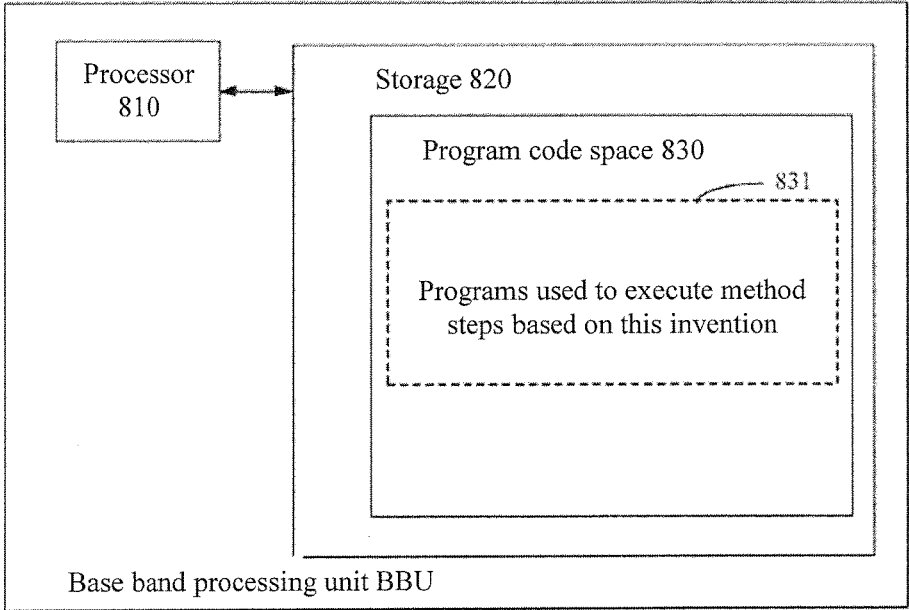 Processor
810
Storage 820
Program code space 830
831
Programs used to execute method
steps based on this invention
Base band processing unit BBU